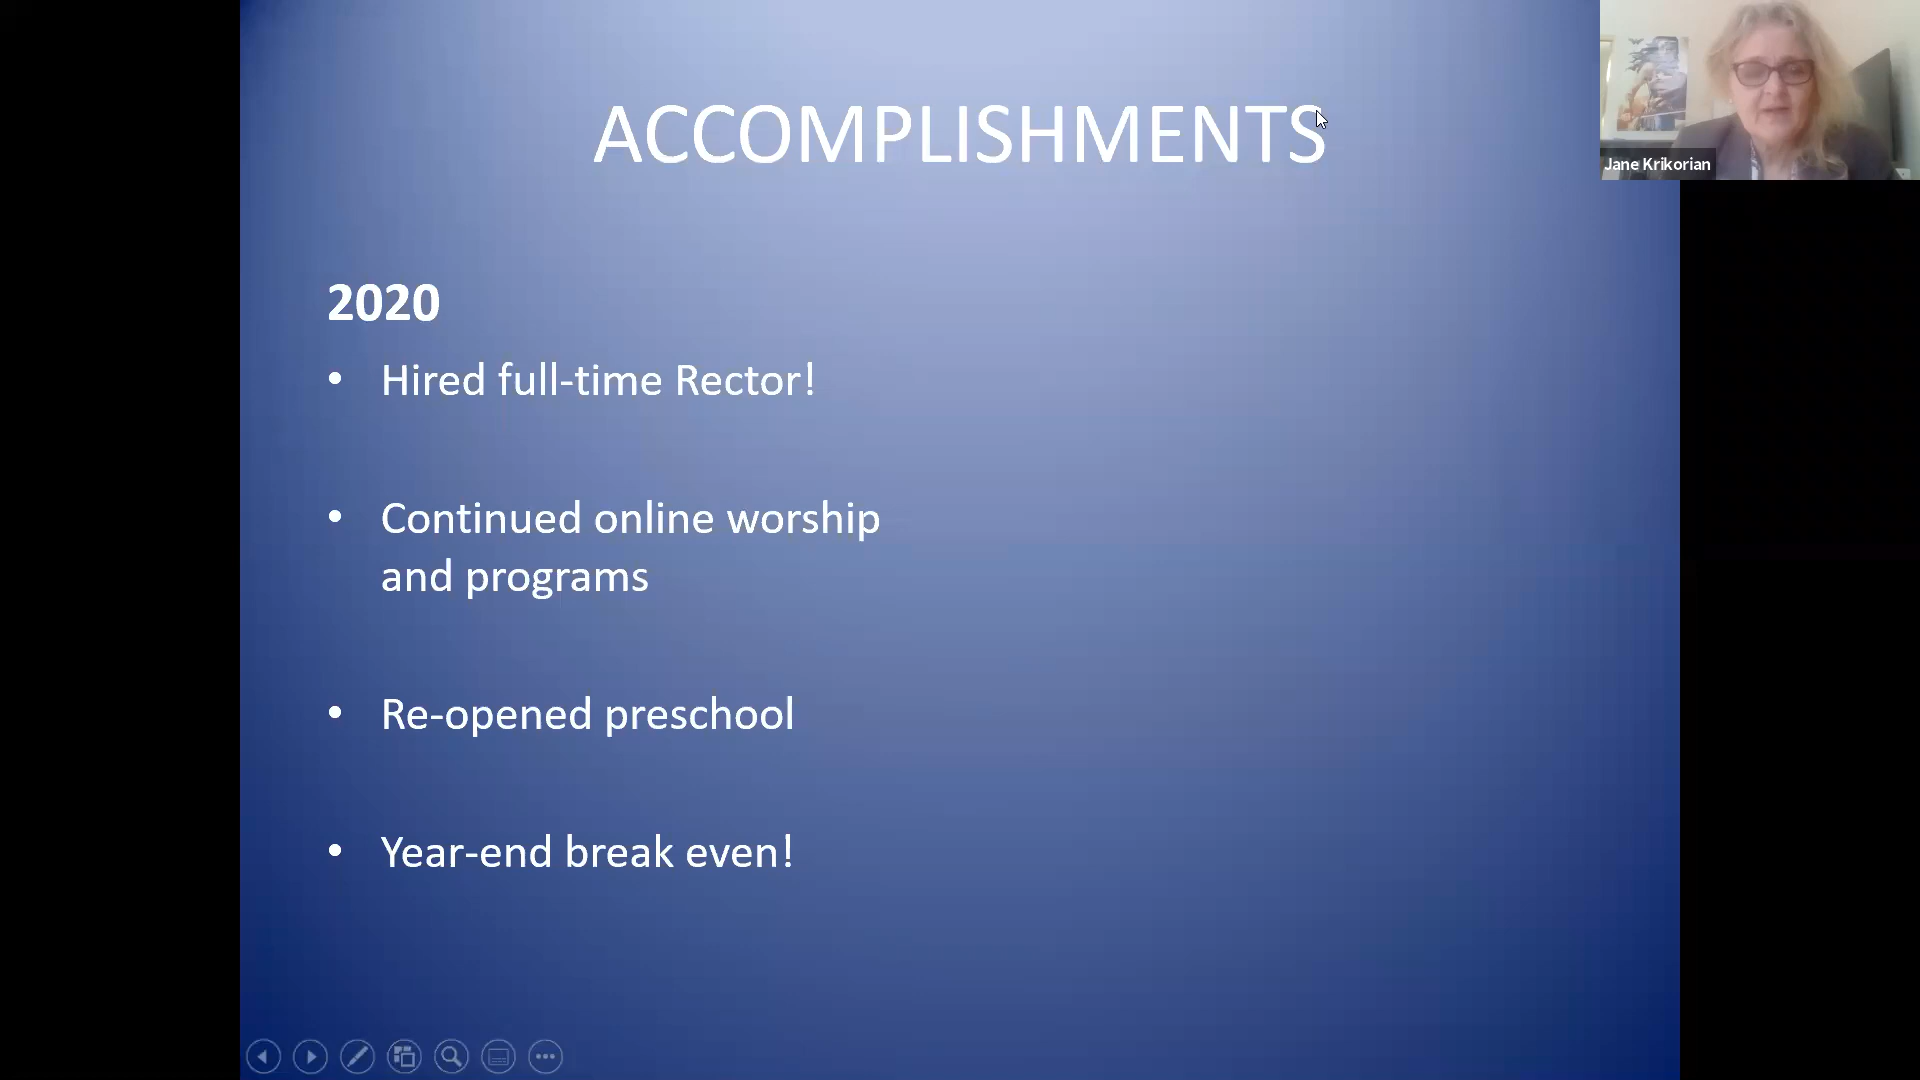 ACCOMPLISHMENTS
Jane Krikorian
2020
• Hired full-time Rector!
• Continued online worship
and programs
• Re-opened preschool
• Year-end break even!